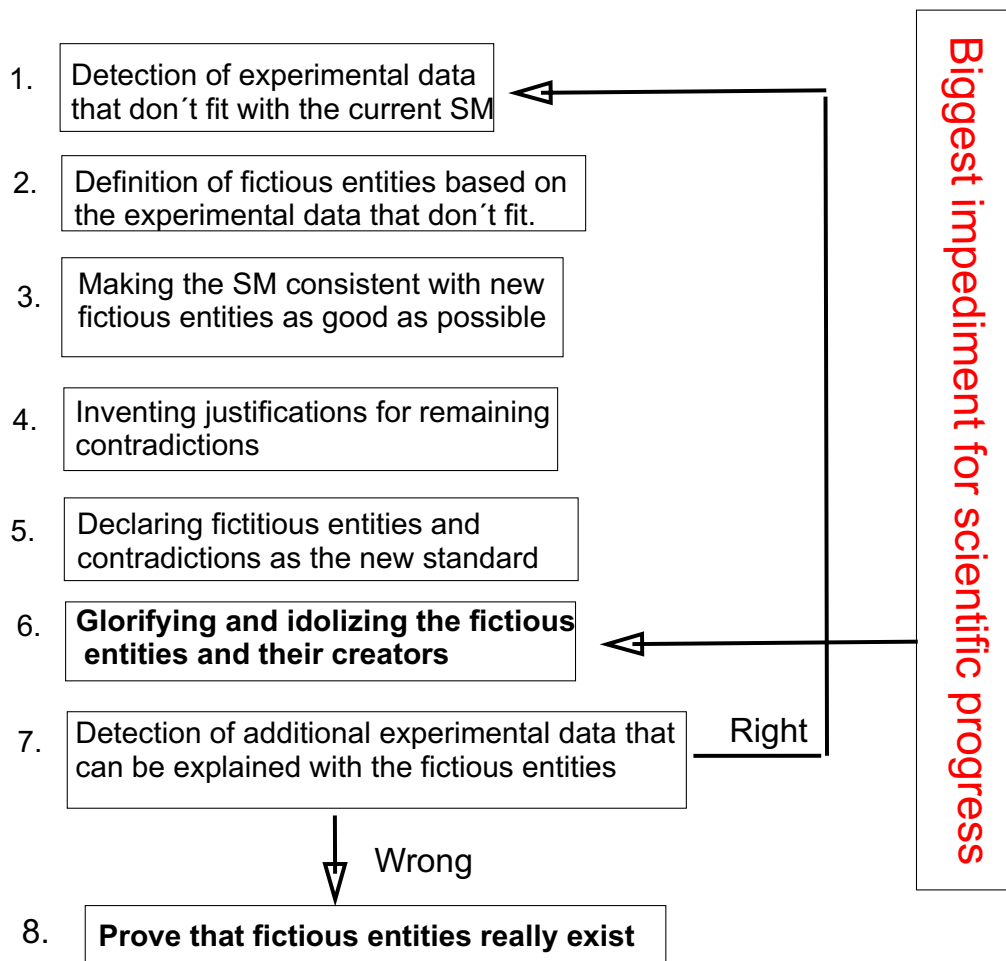 1. Detection of experimental data
that don´t fit with the current SM
2. Definition of fictious entities based on
the experimental data that don´t fit.
3. Making the SM consistent with new
fictious entities as good as possible
4. Inventing justifications for remaining
contradictions
5. Declaring fictitious entities and
contradictions as the new standard
6. Glorifying and idolizing the fictious
entities and their creators
7. Detection of additional experimental data that
can be explained with the fictious entities
Right
Wrong
8. Prove that fictious entities really exist
Biggest impediment for scientific progress